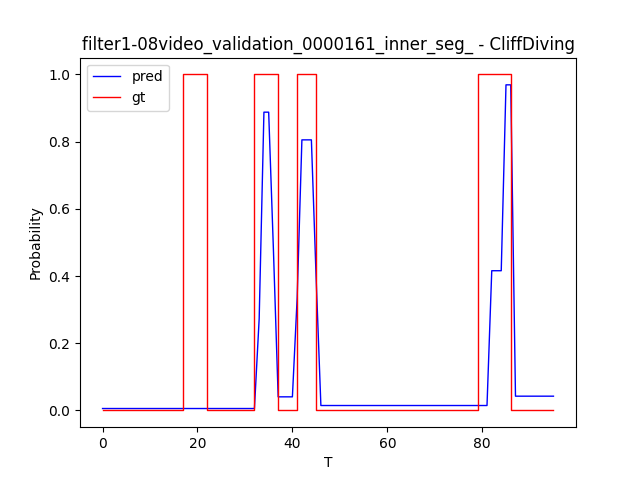 filter1-08video_validation_0000161_inner_seg_ - CliffDiving
pred
gt
1.0
0.8
0.6
0.4
0.2
0.0
Probability
0 20 40 60 80
T